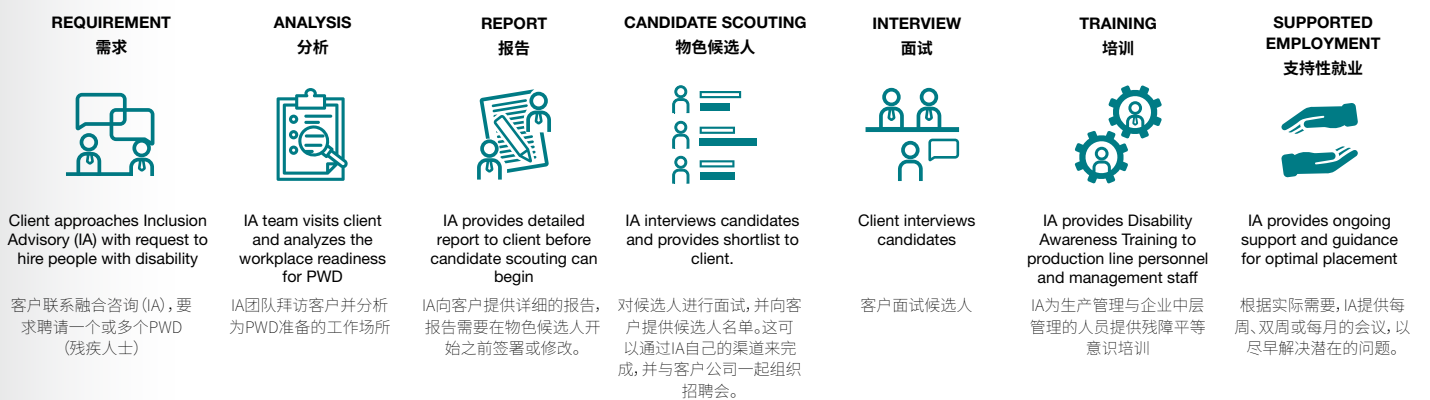 REQUIREMENT
需求
Client approaches Inclusion
Advisory (IA) with request to
hire people with disability
客户联系融合咨询（IA），要
求聘请一个或多个PWD
（残疾人士）
ANALYSIS
分析
IA team visits client
and analyzes the
workplace readiness
for PWD
IA团队拜访客户并分析
为PWD准备的工作场所
REPORT
报告
IA provides detailed
report to client before
candidate scouting can
begin
IA向客户提供详细的报告，
报告需要在物色候选人开
始之前签署或修改。
CANDIDATE SCOUTING
物色候选人
IA interviews candidates
and provides shortlist to
client.
对候选人进行面试，并向客
户提供候选人名单。这可
以通过IA自己的渠道来完
成，并与客户公司一起组织
招聘会。
INTERVIEW
面试
Client interviews
candidates
客户面试候选人
TRAINING
培训
IA provides Disability
Awareness Training to
production line personnel
and management staff
IA为生产管理与企业中层
管理的人员提供残障平等
意识培训
SUPPORTED
EMPLOYMENT
支持性就业
IA provides ongoing
support and guidance
for optimal placement
根据实际需要，IA提供每
周、双周或每月的会议，以
尽早解决潜在的问题。